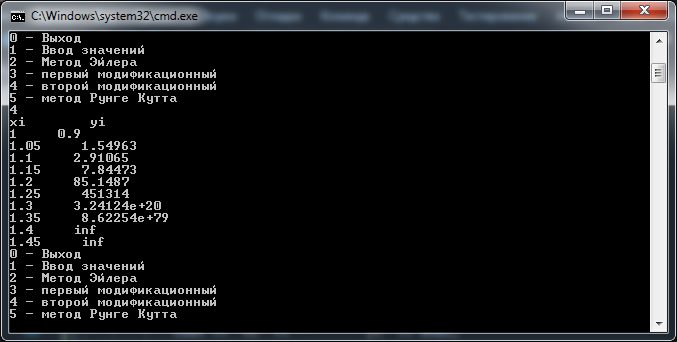 C:\Windows\system32\cmd.exe
0 - Выход
1 - Ввод значений
2 - Метод Эйлера
3 - первый модификационный
4 - второй модификационный
5 - метод Рунге Кутта
4
xi yi
1 0.9
1.05 1.54963
1.1 2.91065
1.15 7.84473
1.2 85.1487
1.25 451314
1.3 3.24124e+20
1.35 8.62254e+79
1.4 inf
1.45 inf
0 - Выход
1 - Ввод значений
2 - Метод Эйлера
3 - первый модификационный
4 - второй модификационный
5 - метод Рунге Кутта